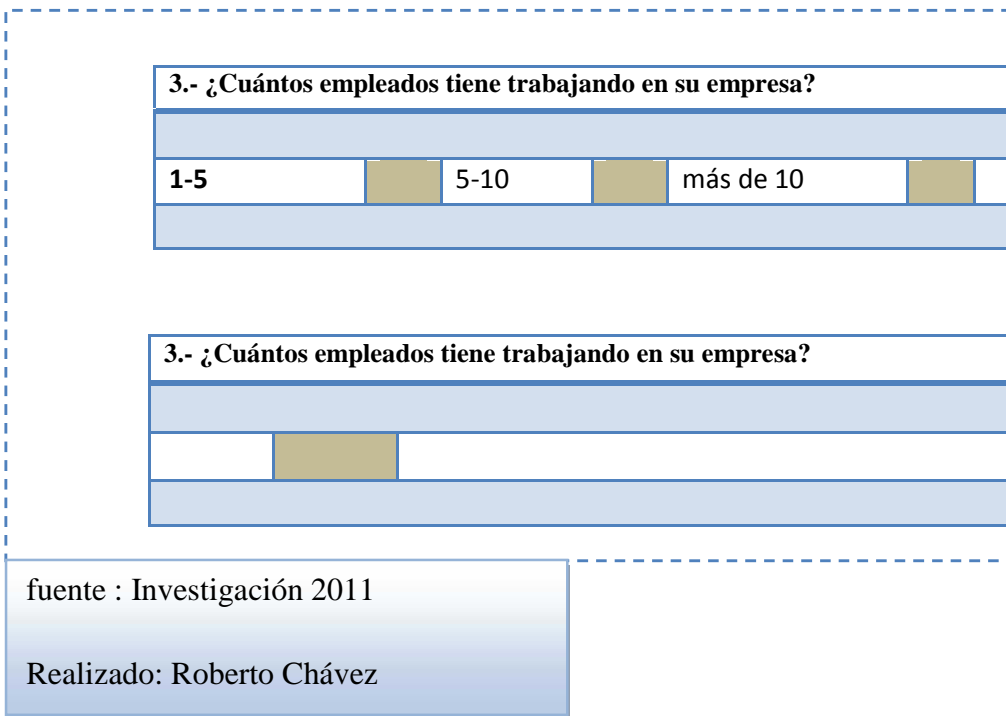 3.- ¿Cuántos empleados tiene trabajando en su empresa?
1-5 5-10 más de 10
3.- ¿Cuántos empleados tiene trabajando en su empresa?
fuente : Investigación 2011
Realizado: Roberto Chávez